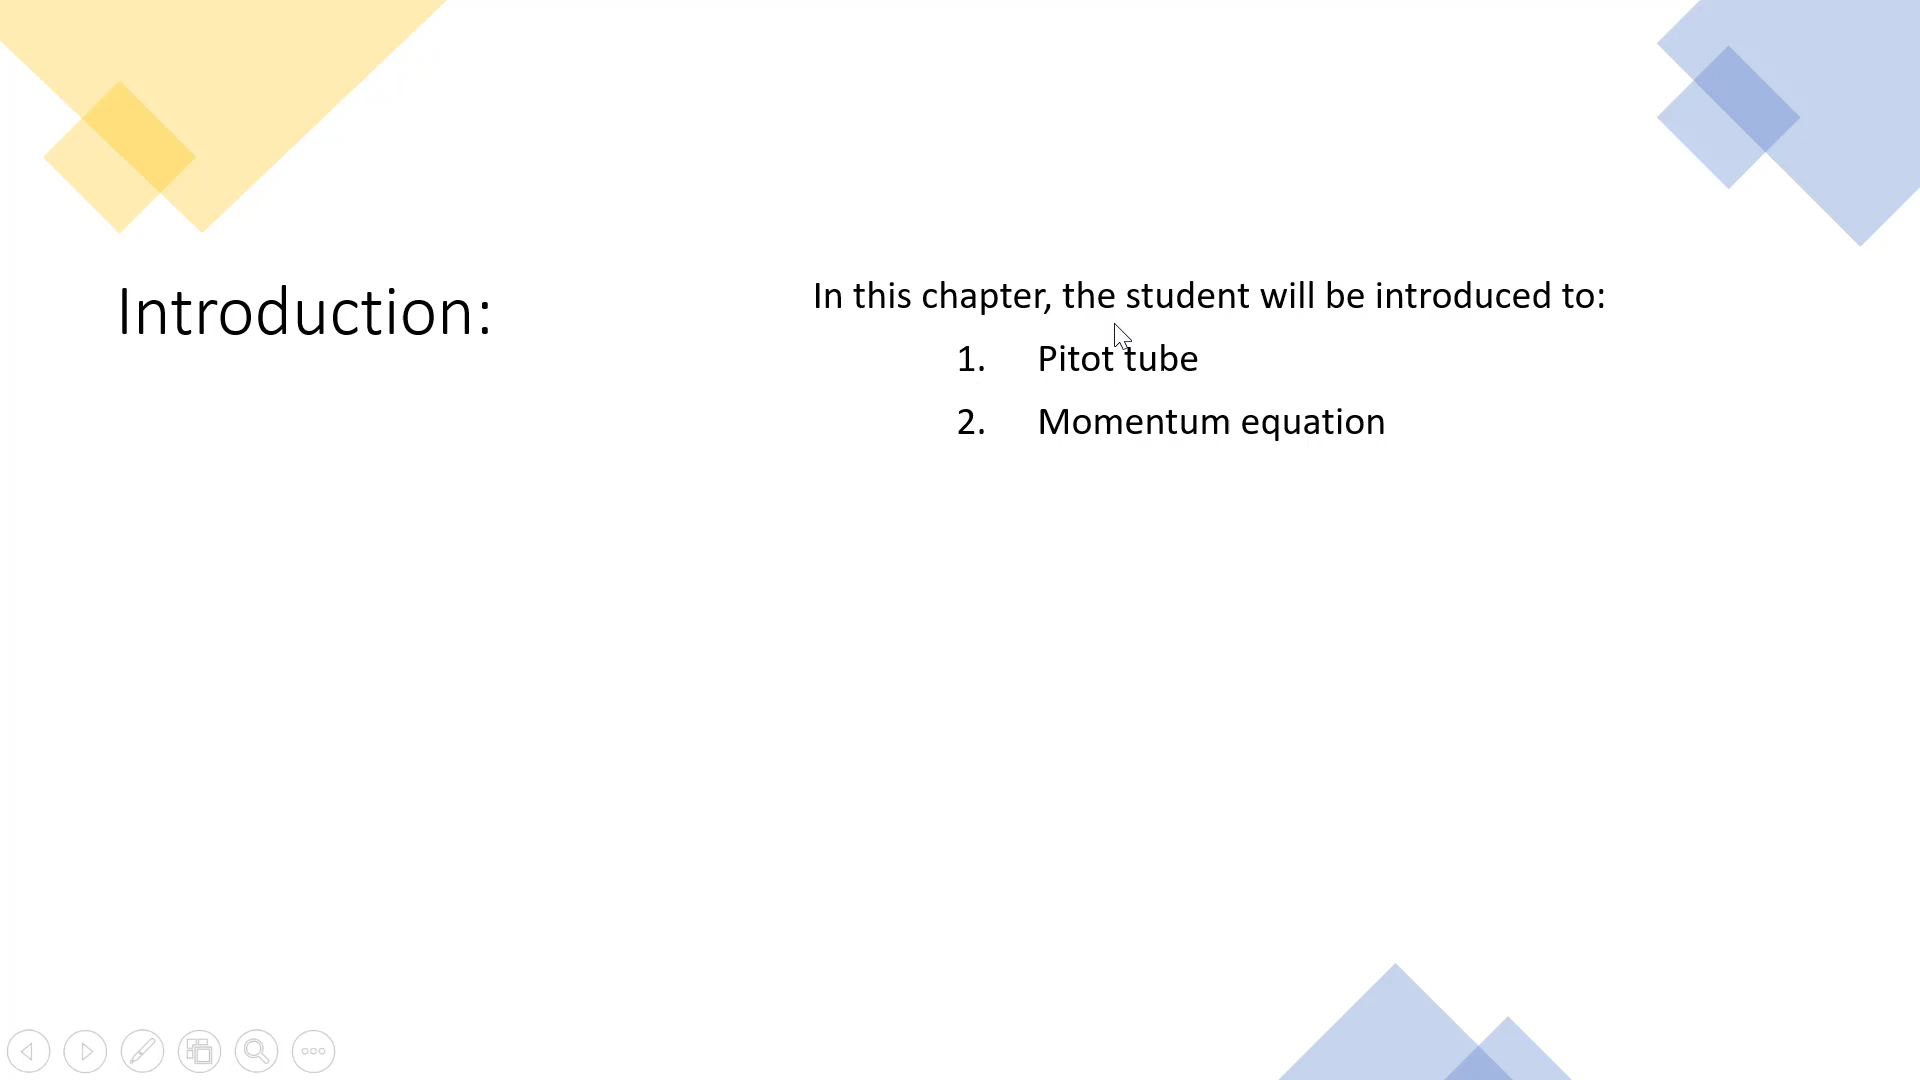 Introduction:
In this chapter, the student will be introduced to:
1. Pitot tube
2. Momentum equation